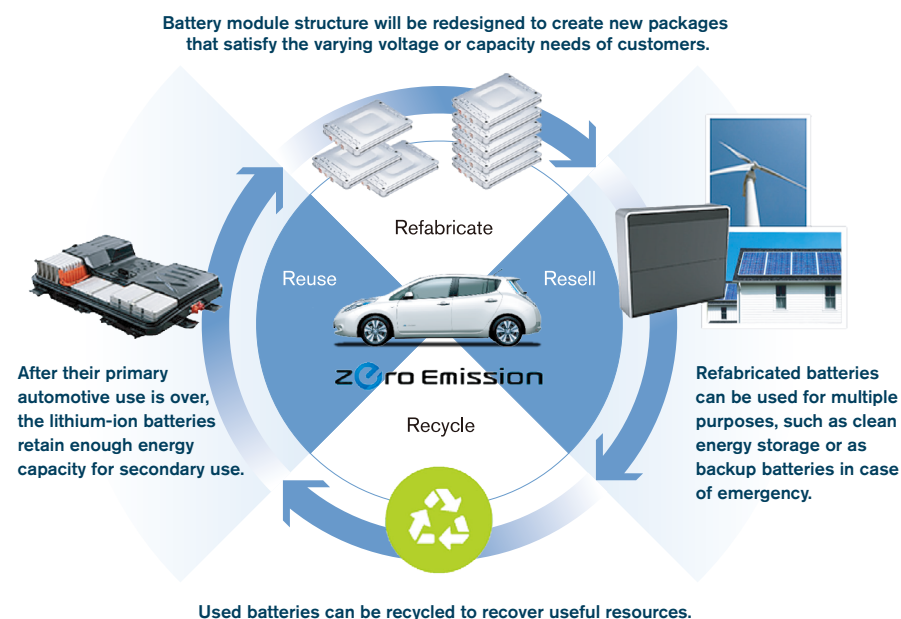 Battery module structure will be redesigned to create new packages
that satisfy the varying voltage or capacity needs of customers.
Refabricate
Reuse
Resell
zero Emission
Recycle
After their primary
automotive use is over,
the lithium-ion batteries
retain enough energy
capacity for secondary use.
Refabricated batteries
can be used for multiple
purposes, such as clean
energy storage or as
backup batteries in case
of emergency.
Used batteries can be recycled to recover useful resources.